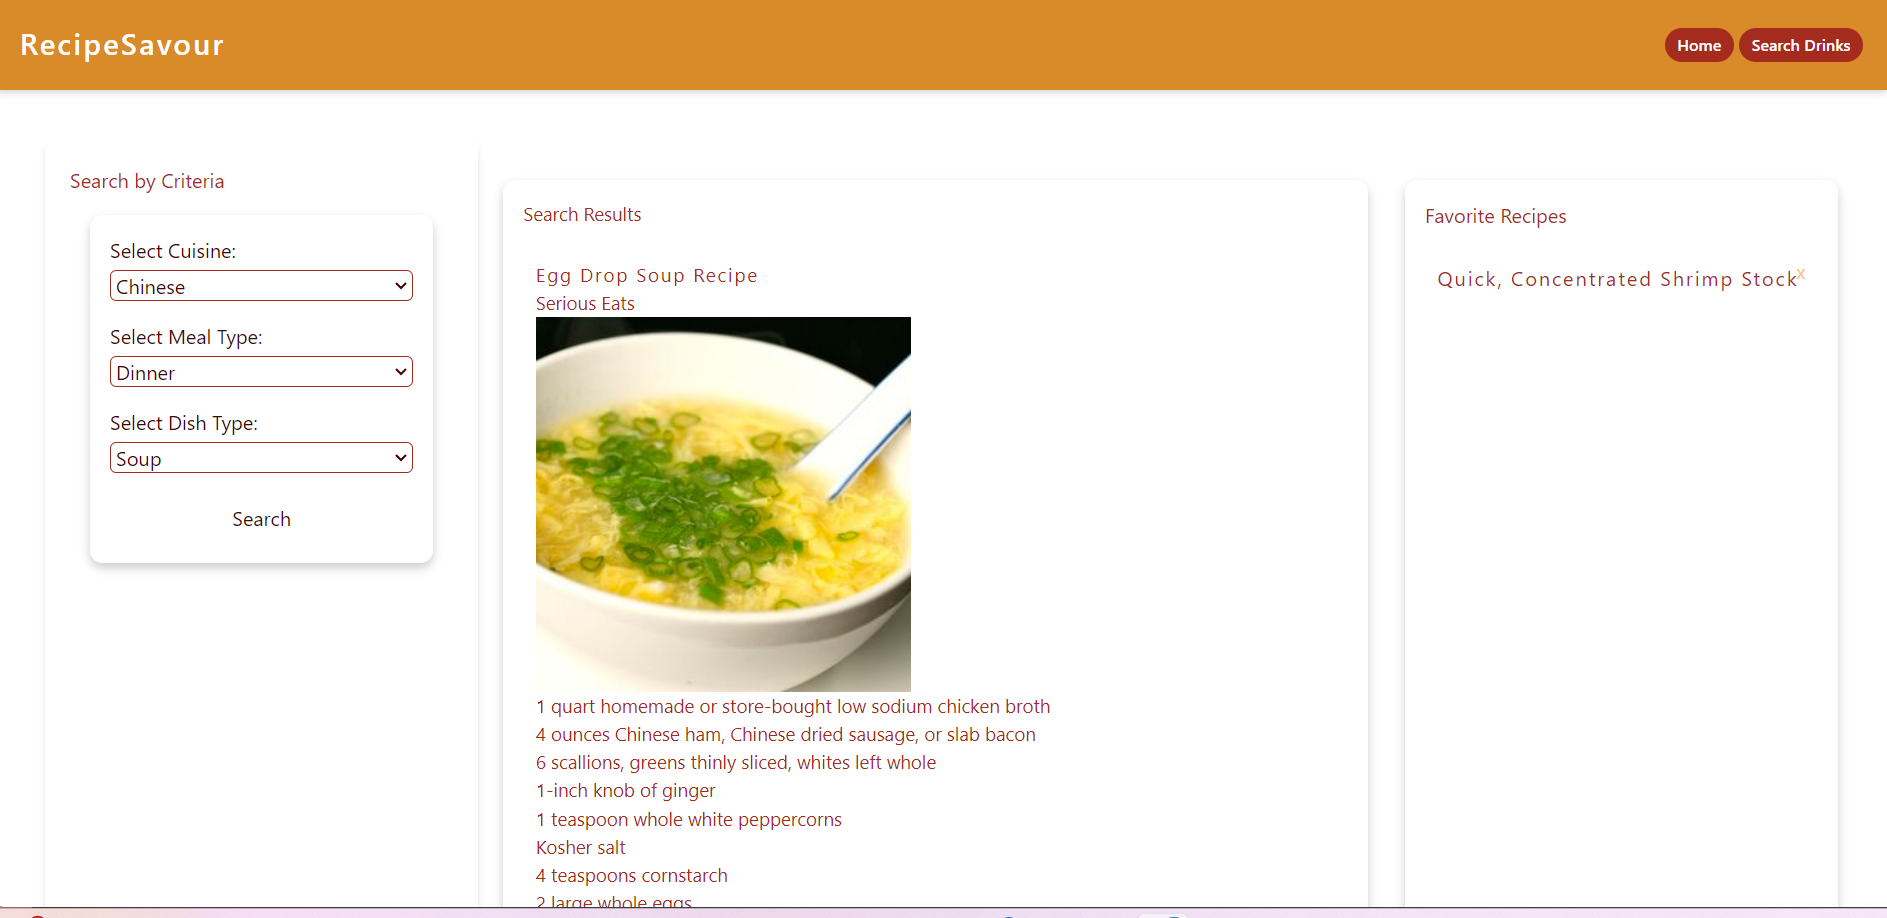 RecipeSavour
Home
Search Drinks
Search by Criteria
Select Cuisine:
Chinese
Select Meal Type:
Dinner
Select Dish Type:
Soup
Search
Search Results
Egg Drop Soup Recipe
Serious Eats
1 quart homemade or store-bought low sodium chicken broth
4 ounces Chinese ham, Chinese dried sausage, or slab bacon
6 scallions, greens thinly sliced, whites left whole
1-inch knob of ginger
1 teaspoon whole white peppercorns
Kosher salt
4 teaspoons cornstarch
2 large whole eggs
Favorite Recipes
Quick, Concentrated Shrimp Stock x